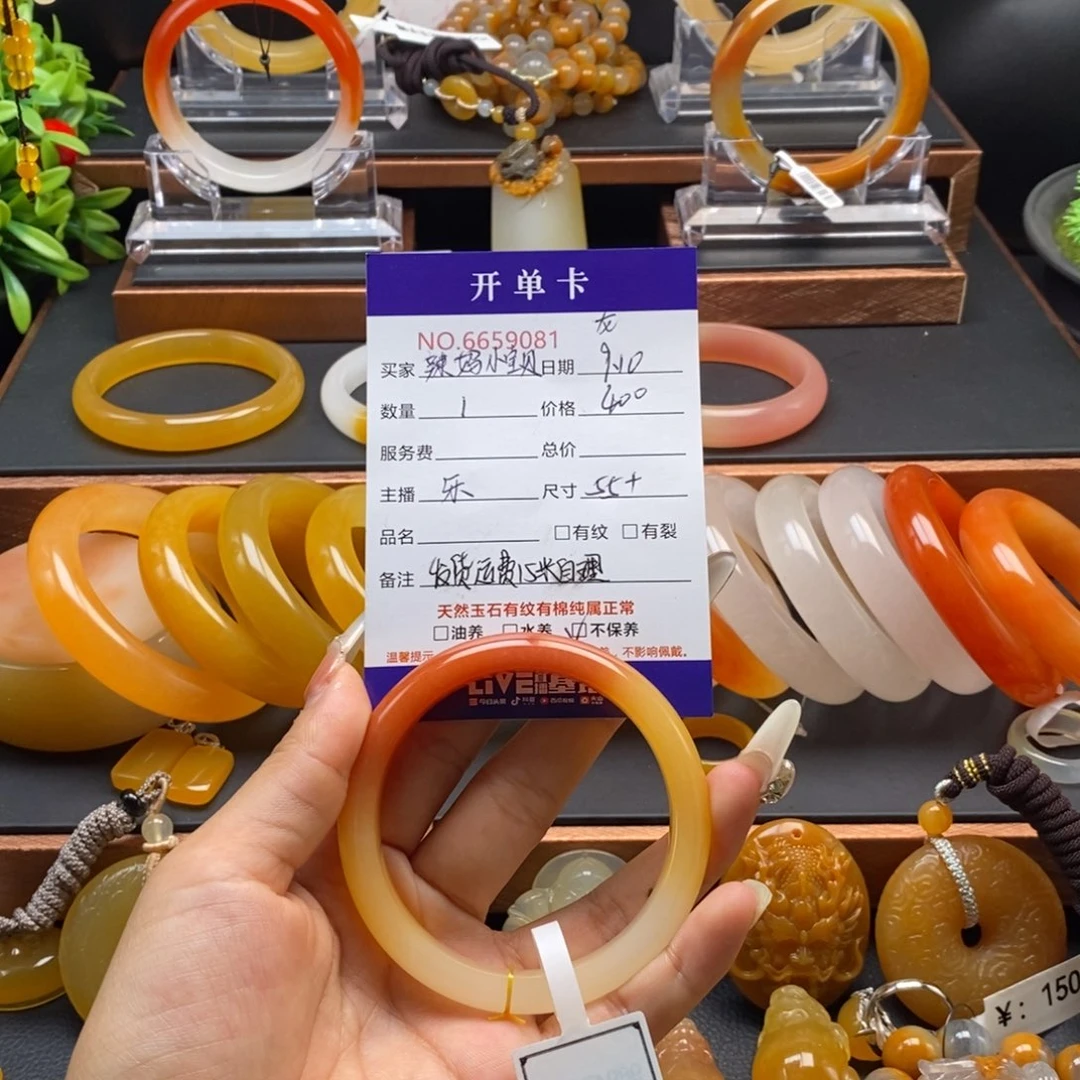 开单卡
NO.6659081
买家 辣妈小宝贝 日期 9.10
数量 1 价格 400
服务费 总价
主播 乐 尺寸 55+
品名 □有纹 □有裂
备注 发货运费15米自理
天然玉石有纹有棉纯属正常
□油养 □水养 ☑不保养
温馨提示 不影响佩戴。
LIVE
¥: 150